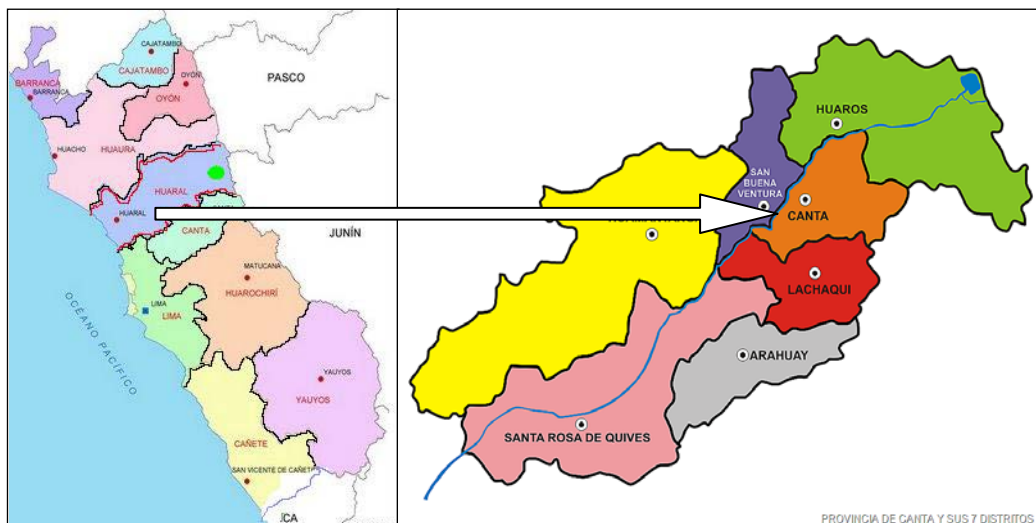 CAJATAMBO
CAJATAMBO
OYÓN
OYÓN
PASCO
BARRANCA
BARRANCA
HUACHO
HUAURA
HUARAL
HUARAL
CANTA
JUNÍN
MATUCANA
HUAROCHIRÍ
LIMA
LIMA
OCÉANO PACÍFICO
YAUYOS
YAUYOS
CAÑETE
SAN VICENTE DE CAÑET
ICA
HUAROS
SAN
BUENA
VENTURA
CANTA
LACHAQUI
ARAHUAY
SANTA ROSA DE QUIVES
PROVINCIA DE CANTA Y SUS 7 DISTRITOS